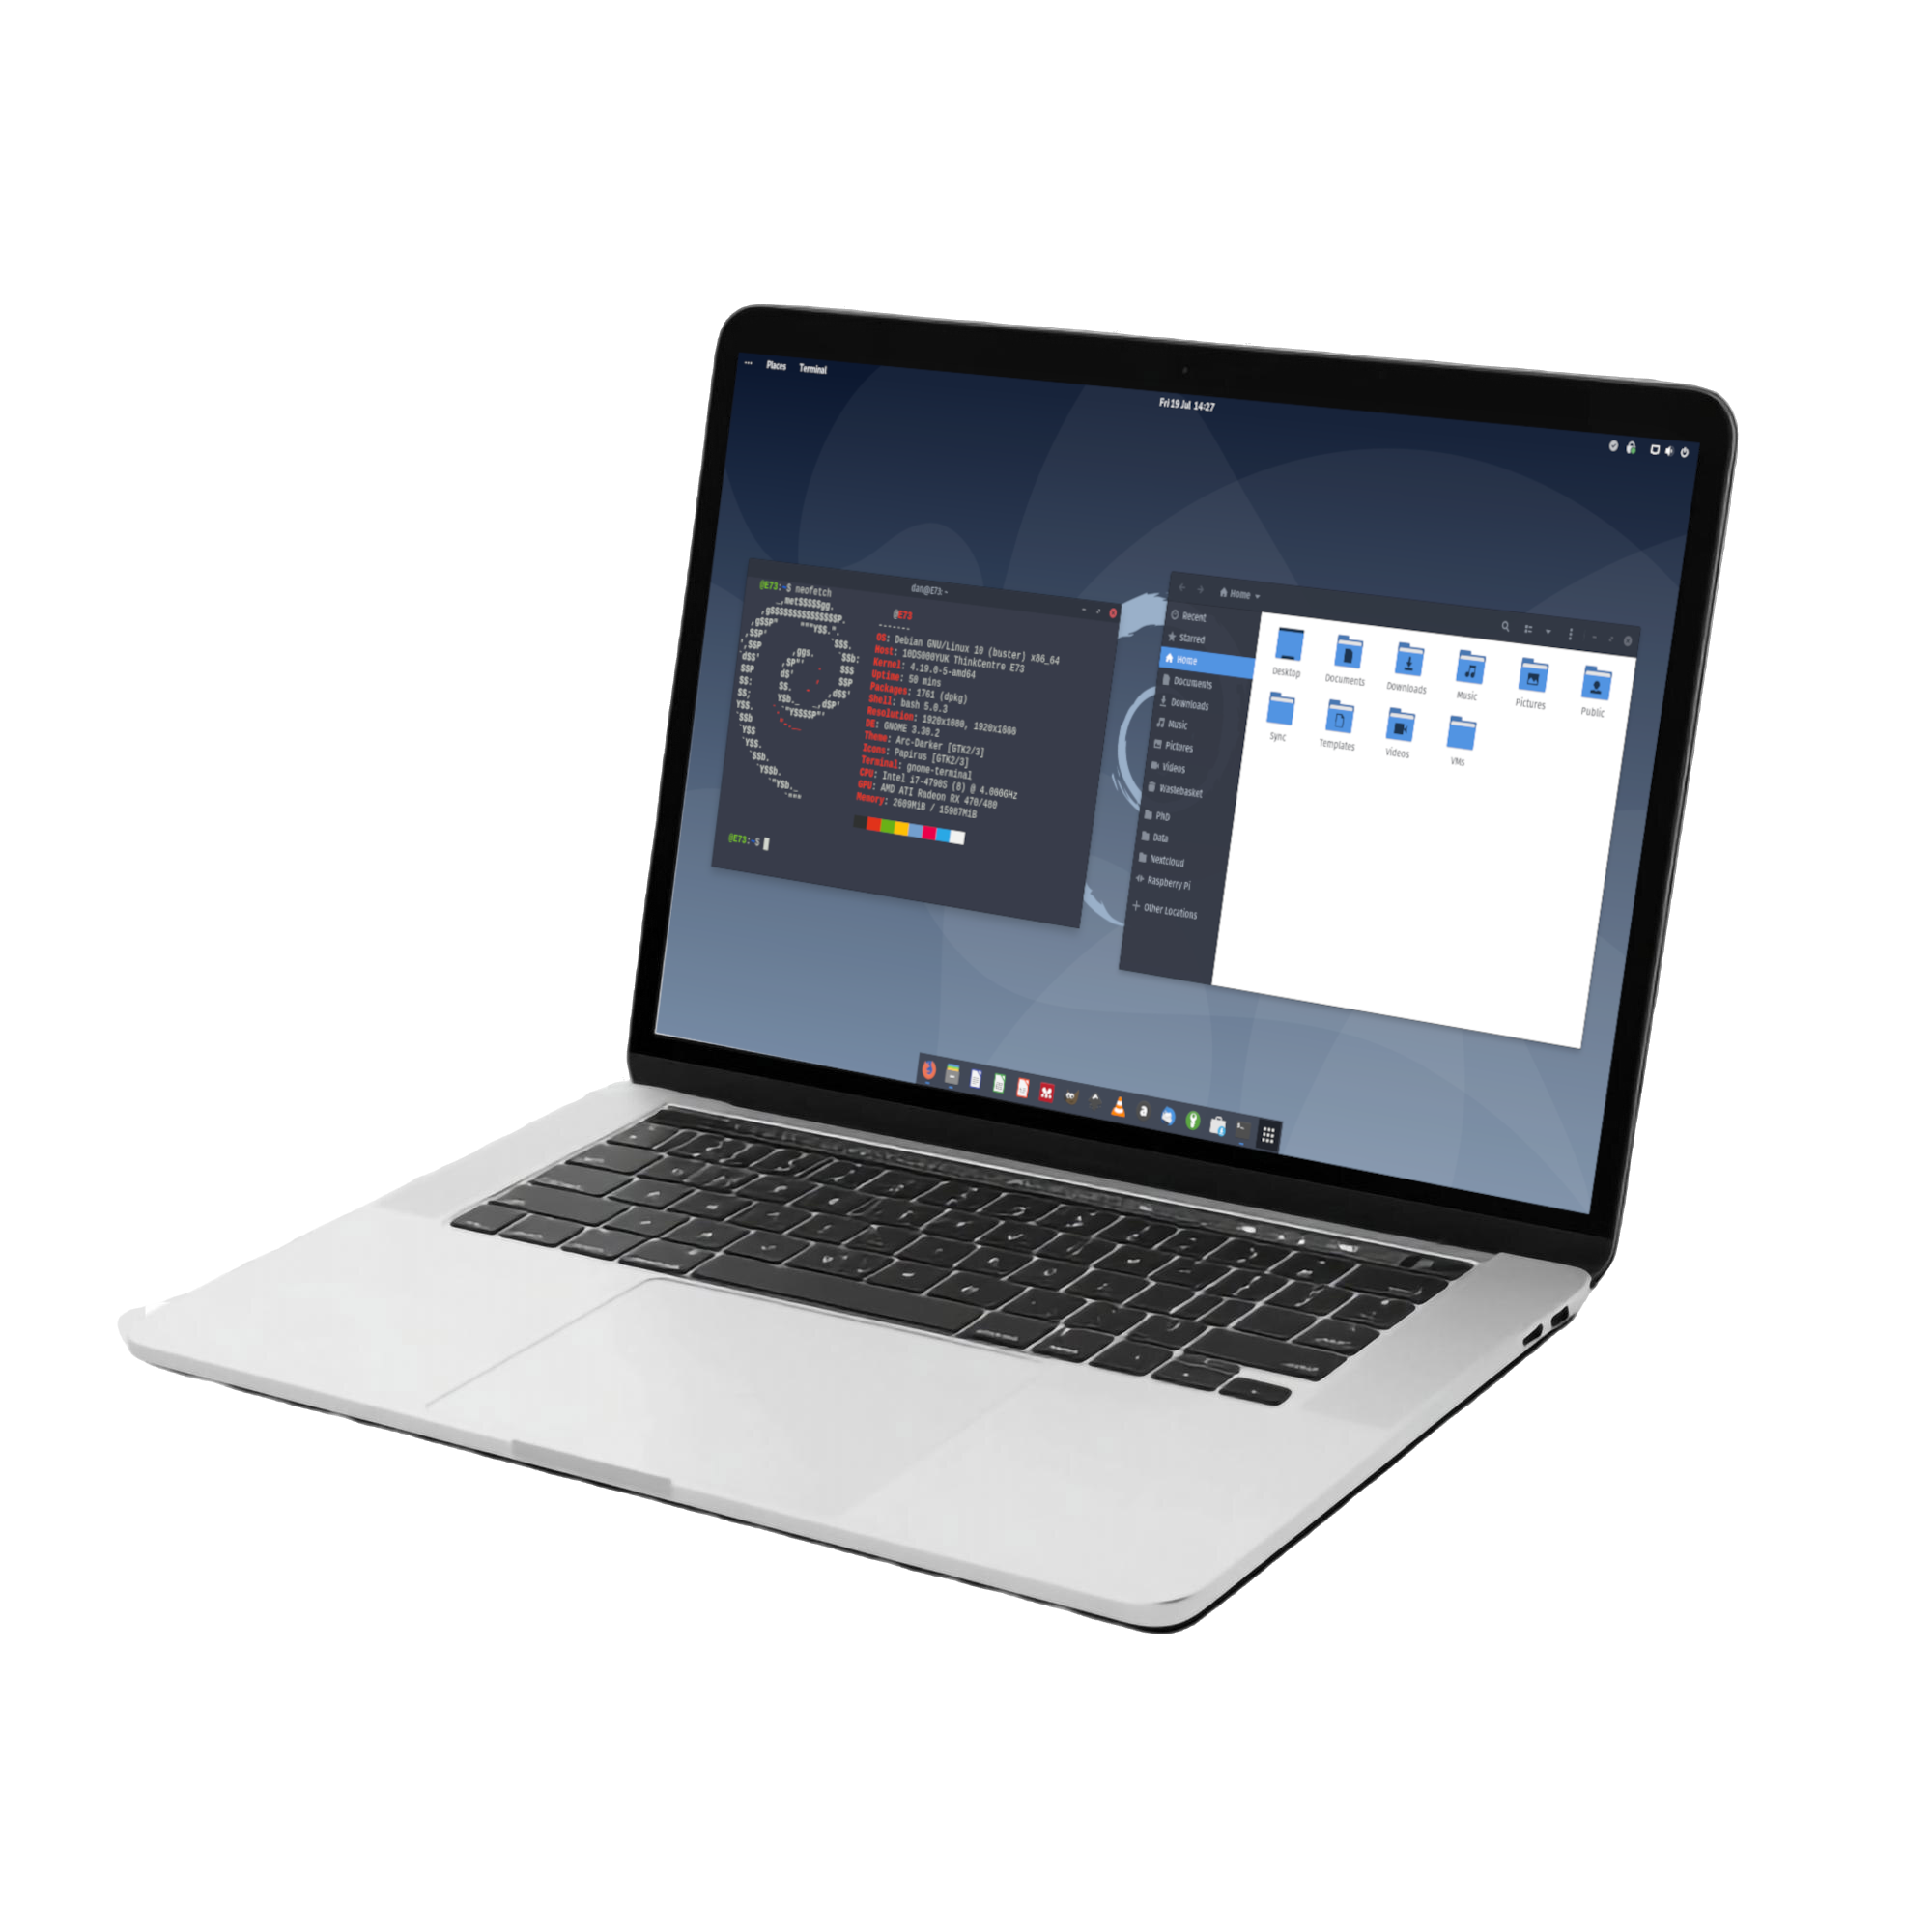 Places Terminal
Fri 19 Jul 14:27
dan@E73: ~
@E73:~$ neofetch
@E73
-------
OS: Debian GNU/Linux 10 (buster) x86_64
Host: 10DS000YUK ThinkCentre E73
Kernel: 4.19.0-5-amd64
Uptime: 50 mins
Packages: 1761 (dpkg)
Shell: bash 5.0.3
Resolution: 1920x1080, 1920x1080
DE: GNOME 3.30.2
Theme: Arc-Darker [GTK2/3]
Icons: Papirus [GTK2/3]
Terminal: gnome-terminal
CPU: Intel i7-4790S (8) @ 4.000GHz
GPU: AMD ATI Radeon RX 470/480
Memory: 2609MiB / 15987MiB
@E73:~$
Home
Recent
Starred
Home
Documents
Downloads
Music
Pictures
Videos
Wastebasket
PhD
Data
Nextcloud
Raspberry Pi
Other Locations
Desktop Documents Downloads Music Pictures Public
Sync Templates Videos VMs